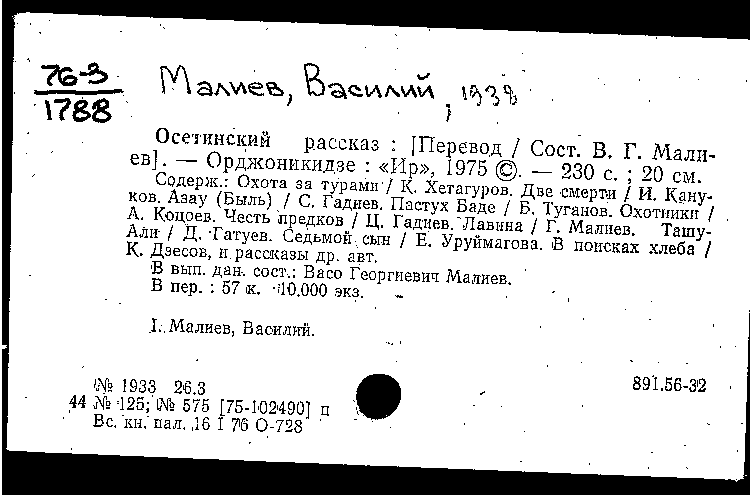 76-3
1788
Малиев, Василий, 1938
Осетинский рассказ : [Перевод / Сост. В. Г. Мали-
ев]. — Орджоникидзе : «Ир», 1975 ©. — 230 с. ; 20 см.
Содерж.: Охота за турами / К. Хетагуров. Две смерти / И. Кану-
ков. Азау (Быль) / С. Гадиев. Пастух Баде / Б. Туганов. Охотники /
А. Коцоев. Честь предков / Ц. Гадиев. Лавина / Г. Малиев. Ташу-
Али / Д. Гатуев. Седьмой сын / Е. Уруймагова. В поисках хлеба /
К. Дзесов, и рассказы др. авт.
В вып. дан. сост.: Васо Георгиевич Малиев.
В пер. : 57 к. 10.000 экз.
I. Малиев, Василий.
№ 1933 26.3
891.56-32
44 № 125; № 575 [75-102490] п
Вс. кн. пал. 16 I 76 О-728